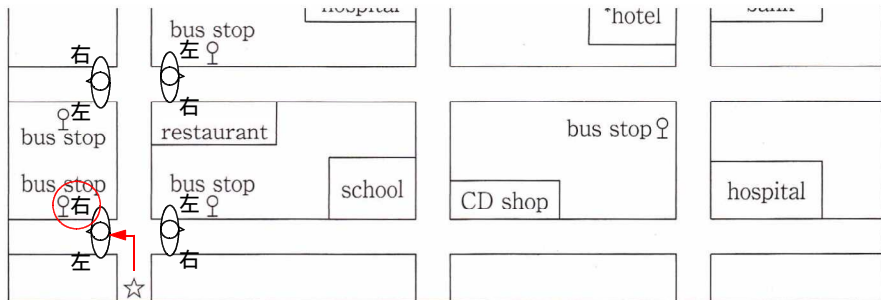 hospital
*hotel
bank
bus stop
右
左
左
右
bus stop
restaurant
bus stop
bus stop
右
bus stop
左
school
CD shop
hospital
左
右